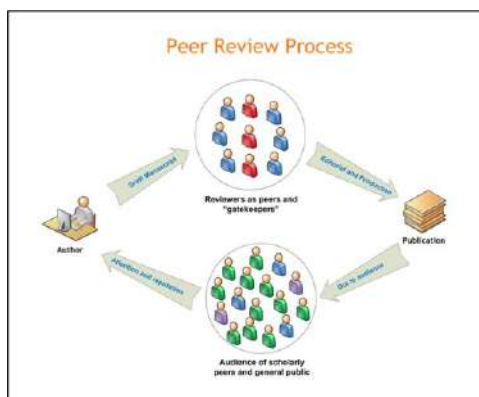 Peer Review Process
Draft Manuscript
Editorial and Production
Reviewers as peers and
"gatekeepers"
Author
Publication
Attention and reputation
Out to audience
Audience of scholarly
peers and general public